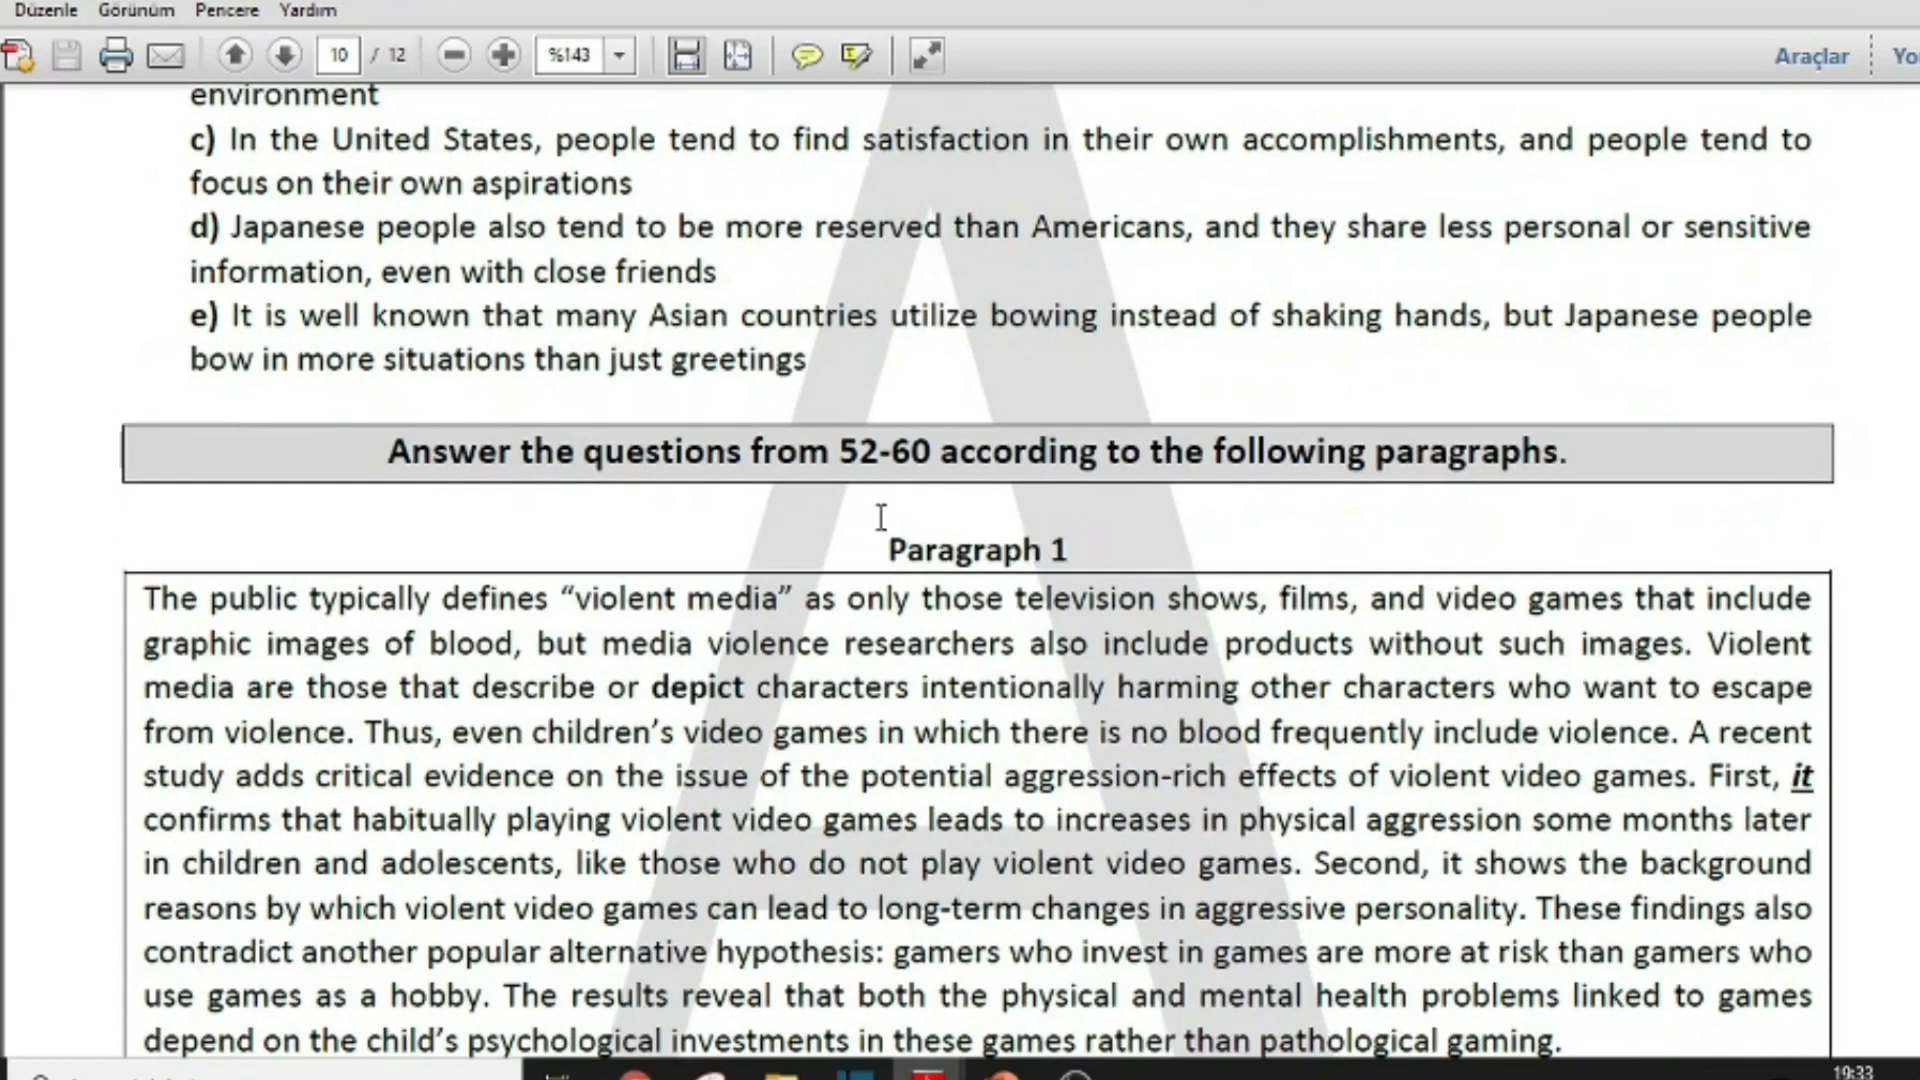 Düzenle Görünüm Pencere Yardım
10 / 12 %143 Araçlar
environment
c) In the United States, people tend to find satisfaction in their own accomplishments, and people tend to
focus on their own aspirations
d) Japanese people also tend to be more reserved than Americans, and they share less personal or sensitive
information, even with close friends
e) It is well known that many Asian countries utilize bowing instead of shaking hands, but Japanese people
bow in more situations than just greetings
Answer the questions from 52-60 according to the following paragraphs.
Paragraph 1
The public typically defines “violent media” as only those television shows, films, and video games that include
graphic images of blood, but media violence researchers also include products without such images. Violent
media are those that describe or depict characters intentionally harming other characters who want to escape
from violence. Thus, even children’s video games in which there is no blood frequently include violence. A recent
study adds critical evidence on the issue of the potential aggression-rich effects of violent video games. First, it
confirms that habitually playing violent video games leads to increases in physical aggression some months later
in children and adolescents, like those who do not play violent video games. Second, it shows the background
reasons by which violent video games can lead to long-term changes in aggressive personality. These findings also
contradict another popular alternative hypothesis: gamers who invest in games are more at risk than gamers who
use games as a hobby. The results reveal that both the physical and mental health problems linked to games
depend on the child’s psychological investments in these games rather than pathological gaming.
19:33